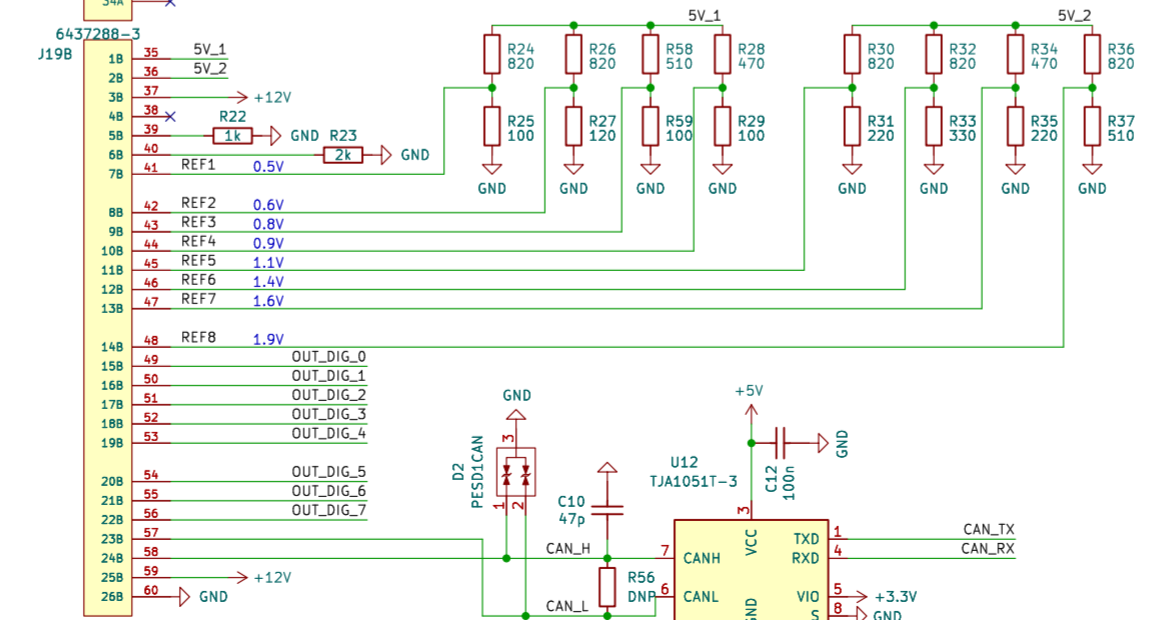 34A
6437288-3
J19B
1B 35 5V_1
2B 36 5V_2
3B 37 +12V
4B 38
5B 39 R22 1k GND
6B 40 R23 2k GND
7B 41 REF1 0.5V
8B 42 REF2 0.6V
9B 43 REF3 0.8V
10B 44 REF4 0.9V
11B 45 REF5 1.1V
12B 46 REF6 1.4V
13B 47 REF7 1.6V
14B 48 REF8 1.9V
15B 49 OUT_DIG_0
16B 50 OUT_DIG_1
17B 51 OUT_DIG_2
18B 52 OUT_DIG_3
19B 53 OUT_DIG_4
20B 54 OUT_DIG_5
21B 55 OUT_DIG_6
22B 56 OUT_DIG_7
23B 57
24B 58
25B 59 +12V
26B 60 GND
5V_1 5V_2
R24 R26 R58 R28 R30 R32 R34 R36
820 820 510 470 820 820 470 820
R25 R27 R59 R29 R31 R33 R35 R37
100 120 100 100 220 330 220 510
GND GND GND GND GND GND GND GND
GND
3
D2
PESD1CAN
1 2
C10
47p
CAN_H
R56
DNP
CAN_L
+5V
C12
100n
GND
U12
TJA1051T-3
3
VCC
7 CANH
6 CANL
GND
TXD 1 CAN_TX
RXD 4 CAN_RX
VIO 5 +3.3V
S 8 GND